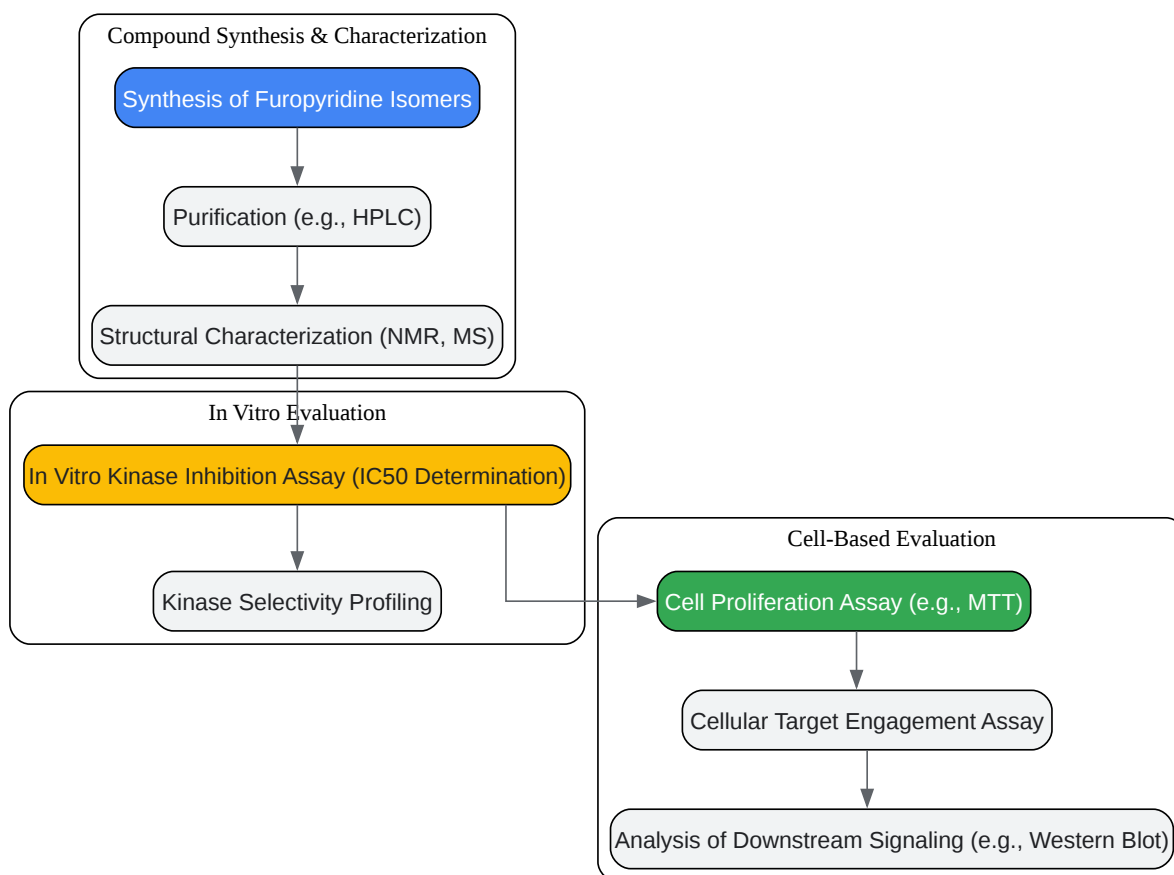 Compound Synthesis & Characterization
Synthesis of Furopyridine Isomers
Purification (e.g., HPLC)
Structural Characterization (NMR, MS)
In Vitro Evaluation
In Vitro Kinase Inhibition Assay (IC50 Determination)
Kinase Selectivity Profiling
Cell-Based Evaluation
Cell Proliferation Assay (e.g., MTT)
Cellular Target Engagement Assay
Analysis of Downstream Signaling (e.g., Western Blot)